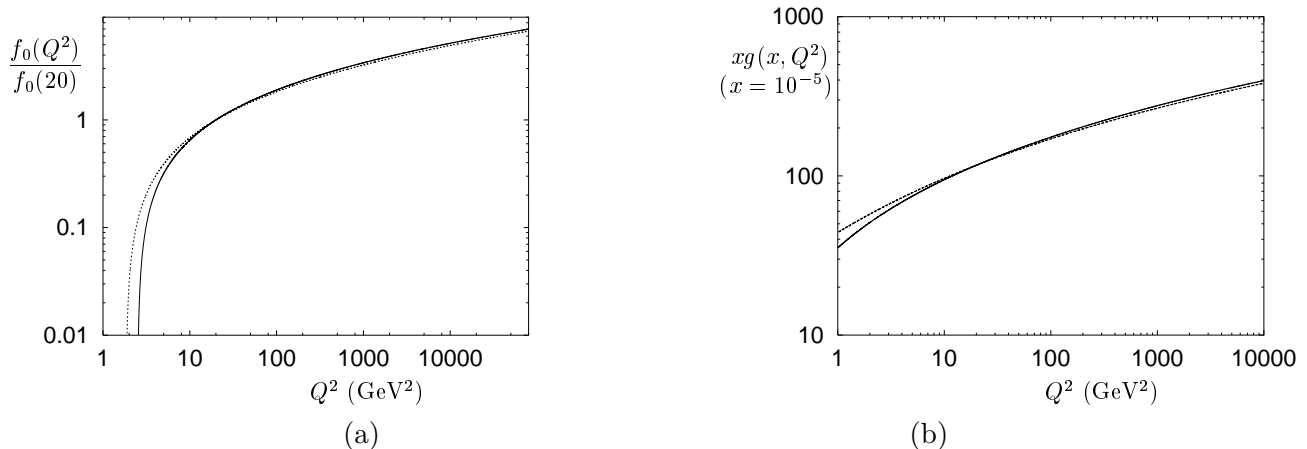 f₀(Q²)
f₀(20)
1
0.1
0.01
1 10 100 1000 10000
Q² (GeV²)
(a)
1000
xg(x, Q²)
(x = 10⁻⁵)
100
10
1 10 100 1000 10000
Q² (GeV²)
(b)